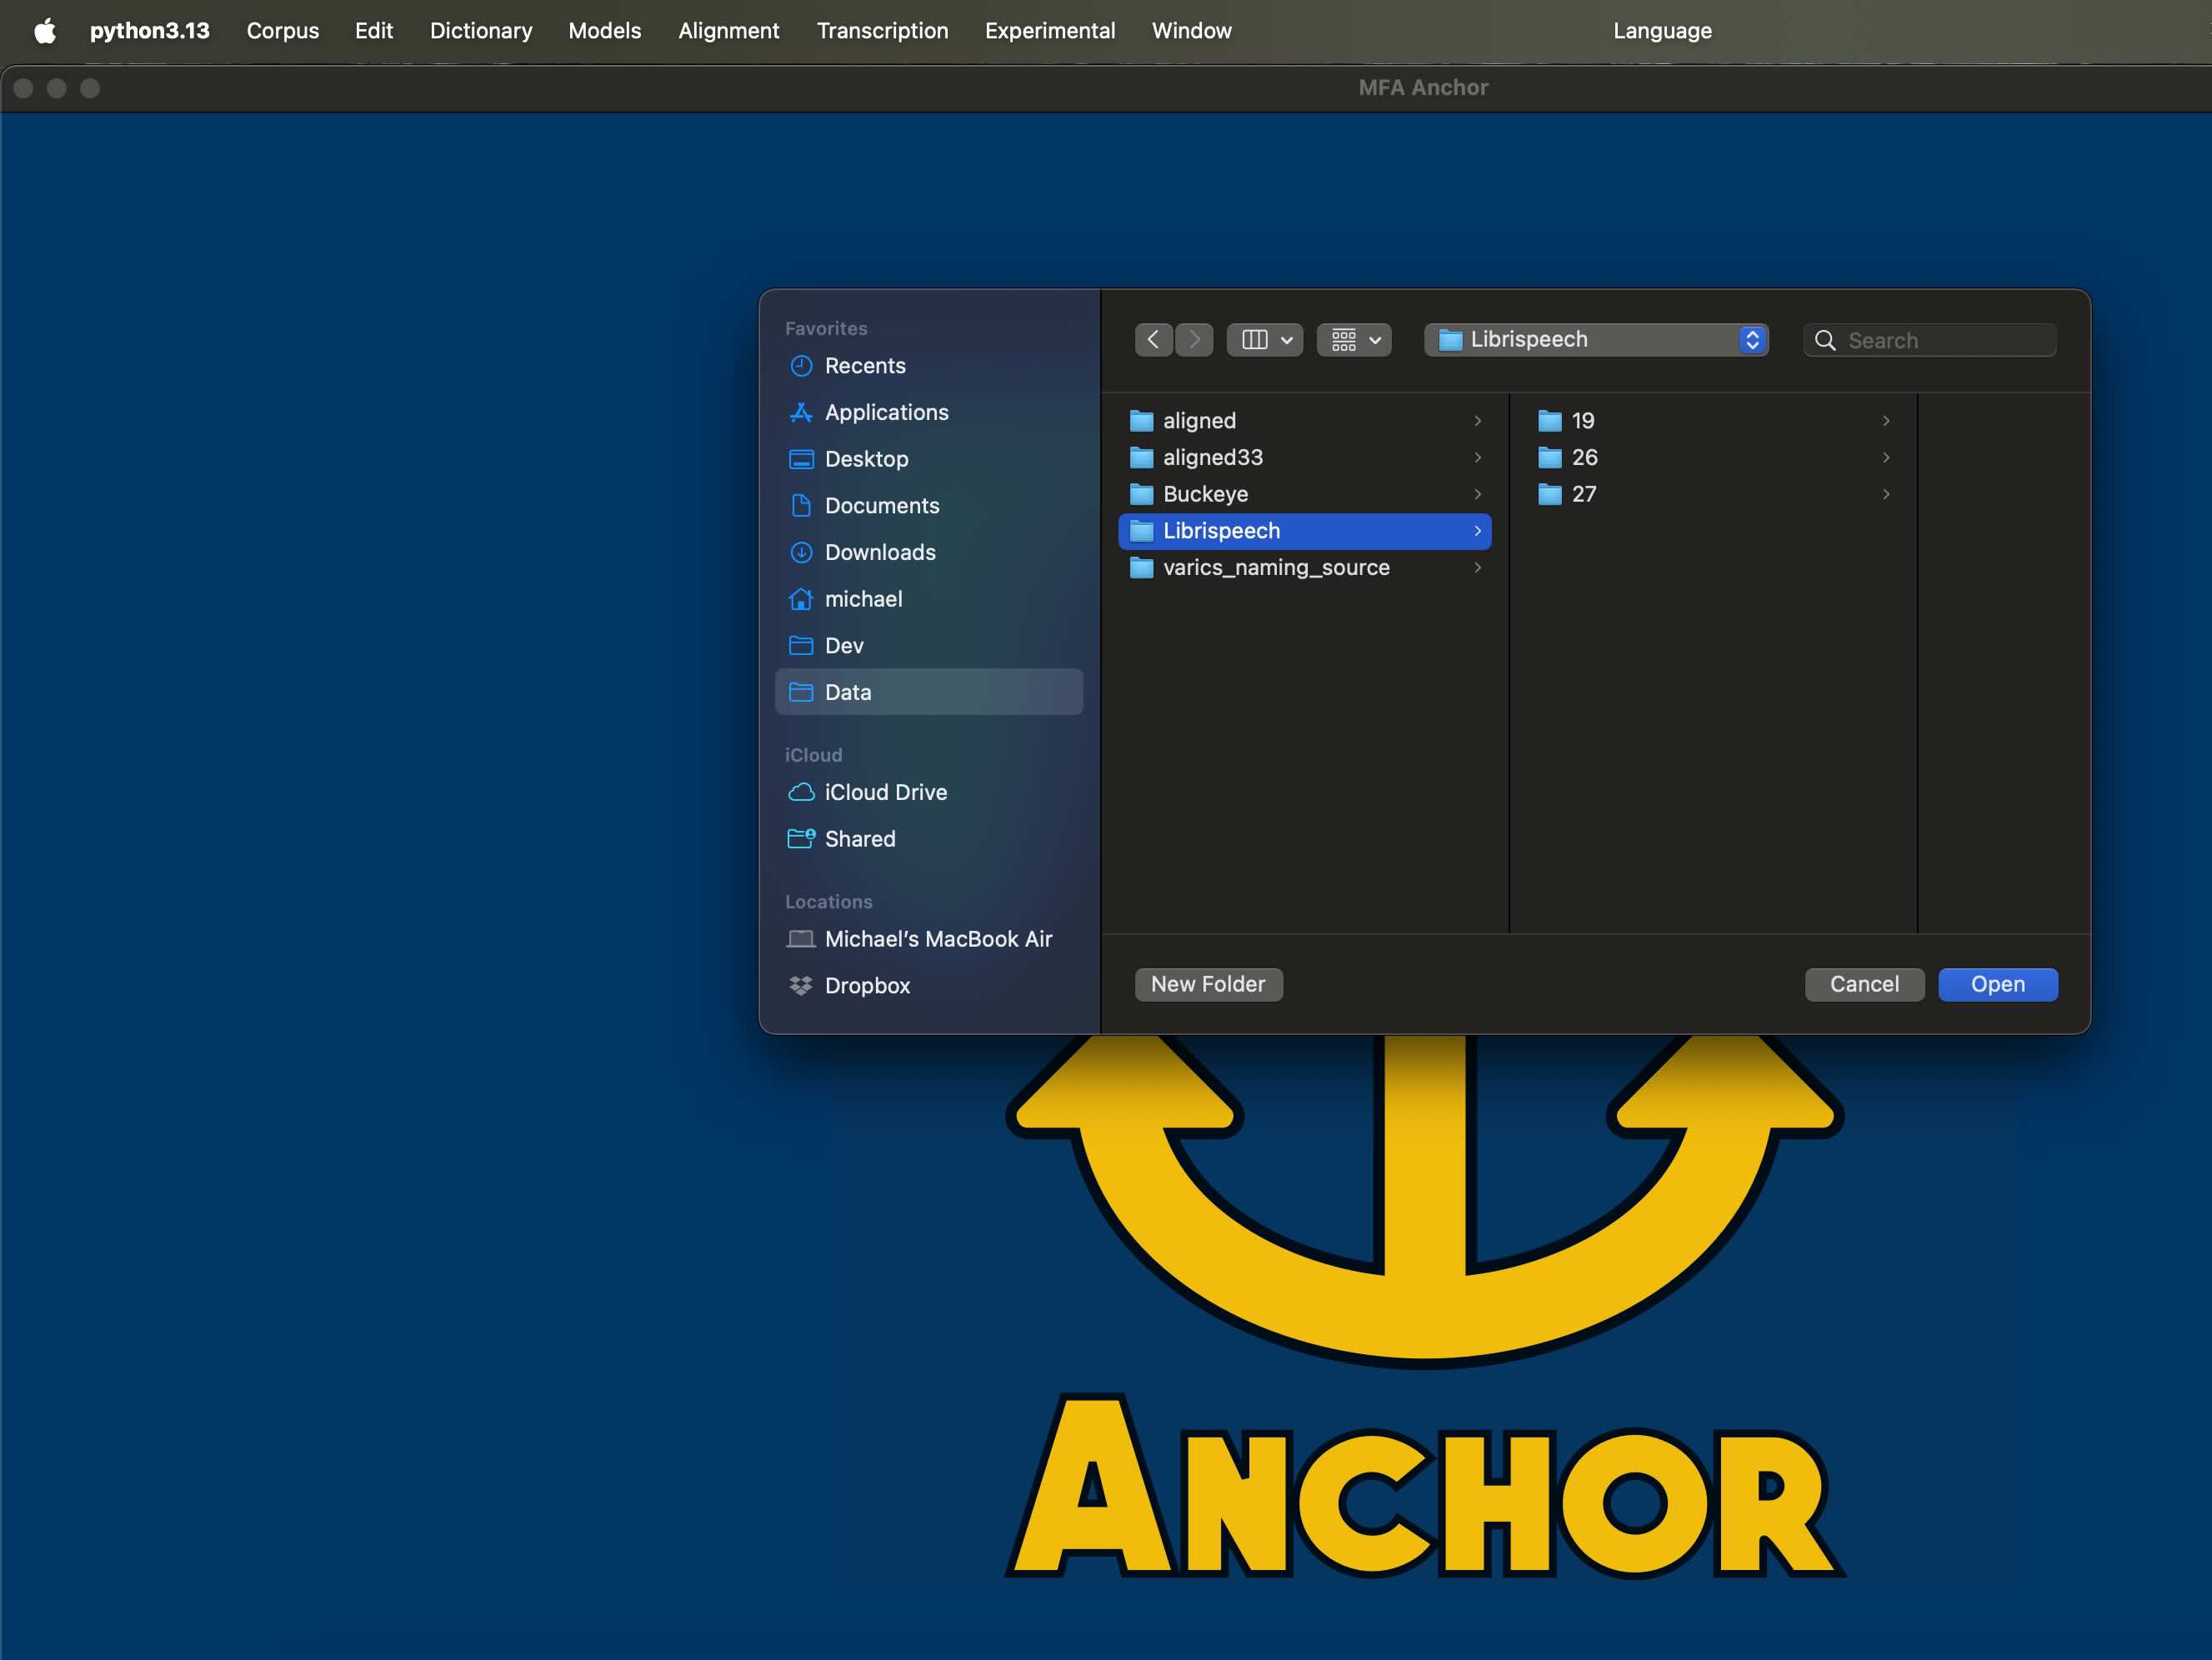 python3.13 Corpus Edit Dictionary Models Alignment Transcription Experimental Window Language
MFA Anchor
Favorites
Recents
Applications
Desktop
Documents
Downloads
michael
Dev
Data
iCloud
iCloud Drive
Shared
Locations
Michael’s MacBook Air
Dropbox
Librispeech
Search
aligned
aligned33
Buckeye
Librispeech
varics_naming_source
19
26
27
New Folder
Cancel
Open
ANCHOR